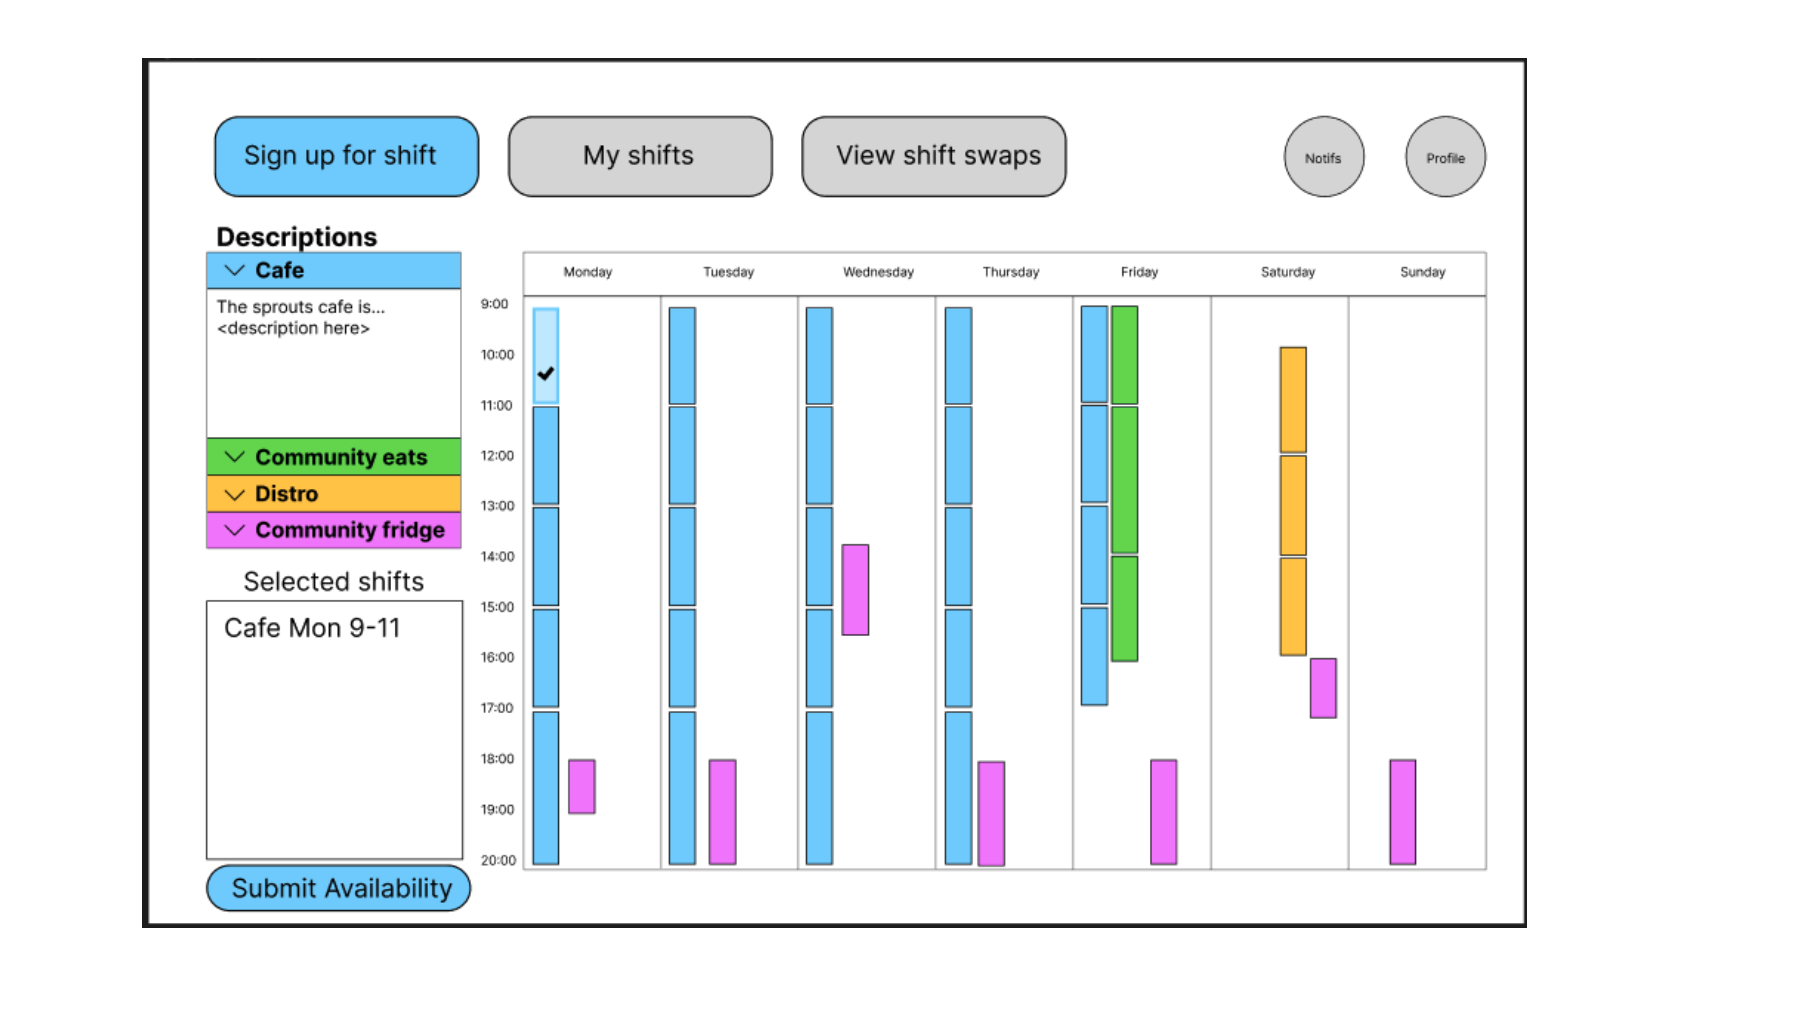 Sign up for shift
My shifts
View shift swaps
Notifs
Profile
Descriptions
Cafe
The sprouts cafe is...
<description here>
Community eats
Distro
Community fridge
Selected shifts
Cafe Mon 9-11
Submit Availability
Monday
Tuesday
Wednesday
Thursday
Friday
Saturday
Sunday
9:00
10:00
11:00
12:00
13:00
14:00
15:00
16:00
17:00
18:00
19:00
20:00